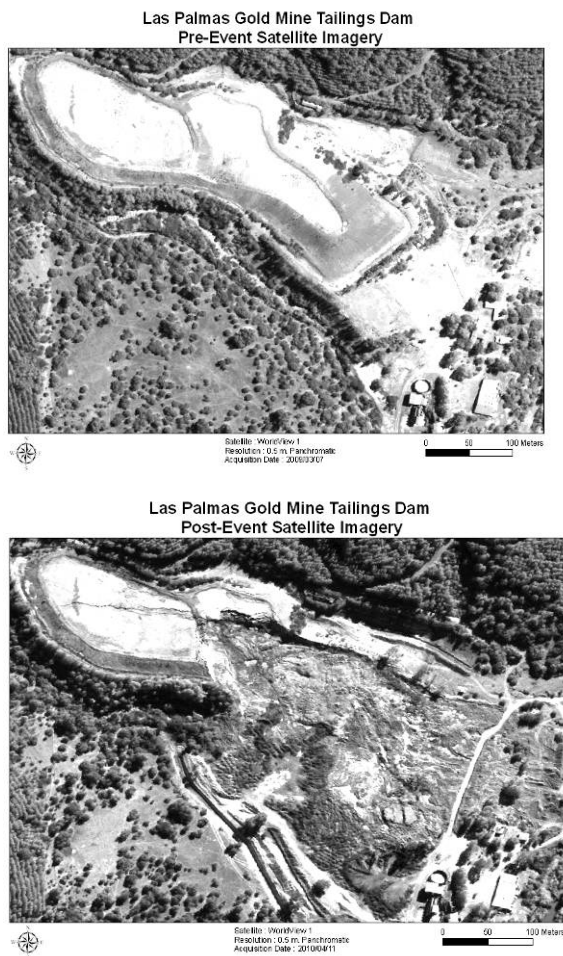 Las Palmas Gold Mine Tailings Dam
Pre-Event Satellite Imagery
Satellite : WorldView 1
Resolution : 0.5 m, Panchromatic
Acquisition Date : 2009/03/07
0 50 100 Meters
Las Palmas Gold Mine Tailings Dam
Post-Event Satellite Imagery
Satellite : WorldView 1
Resolution : 0.5 m, Panchromatic
Acquisition Date : 2010/04/11
0 50 100 Meters